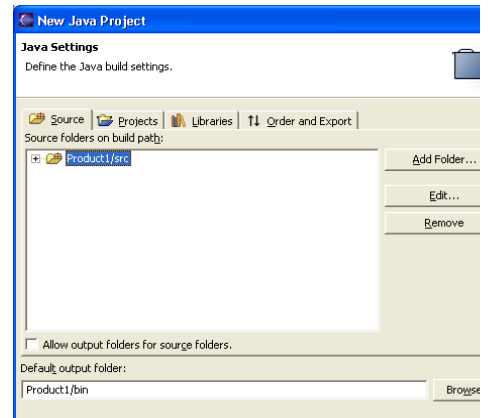 New Java Project
Java Settings
Define the Java build settings.
Source Projects Libraries Order and Export
Source folders on build path:
Product1/src
Add Folder...
Edit...
Remove
Allow output folders for source folders.
Default output folder:
Product1/bin
Browse